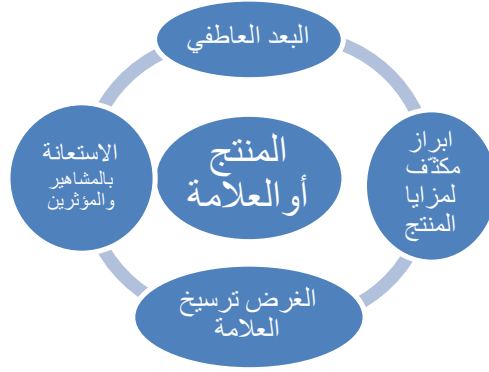 البعد العاطفي
ابراز
مكثّف
لمزايا
المنتج
المنتج
أو العلامة
الاستعانة
بالمشاهير
والمؤثرين
الغرض ترسيخ
العلامة